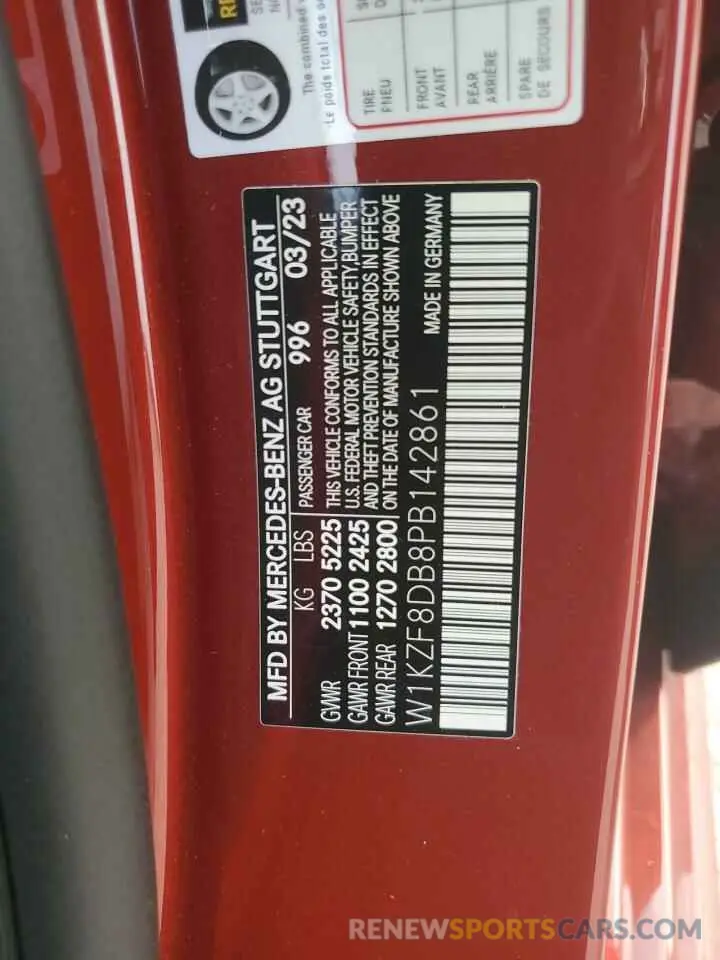 RE
The combined
Le poids total des oc
TIRE
PNEU
FRONT
AVANT
REAR
ARRIÈRE
SPARE
DE SECOURS
MFD BY MERCEDES-BENZ AG STUTTGART
KG LBS PASSENGER CAR 996 03/23
GVWR 2370 5225 THIS VEHICLE CONFORMS TO ALL APPLICABLE
GAWR FRONT 1100 2425 U.S. FEDERAL MOTOR VEHICLE SAFETY,BUMPER
AND THEFT PREVENTION STANDARDS IN EFFECT
GAWR REAR 1270 2800 ON THE DATE OF MANUFACTURE SHOWN ABOVE
W1KZF8DB8PB142861 MADE IN GERMANY
RENEWSPORTSCARS.COM